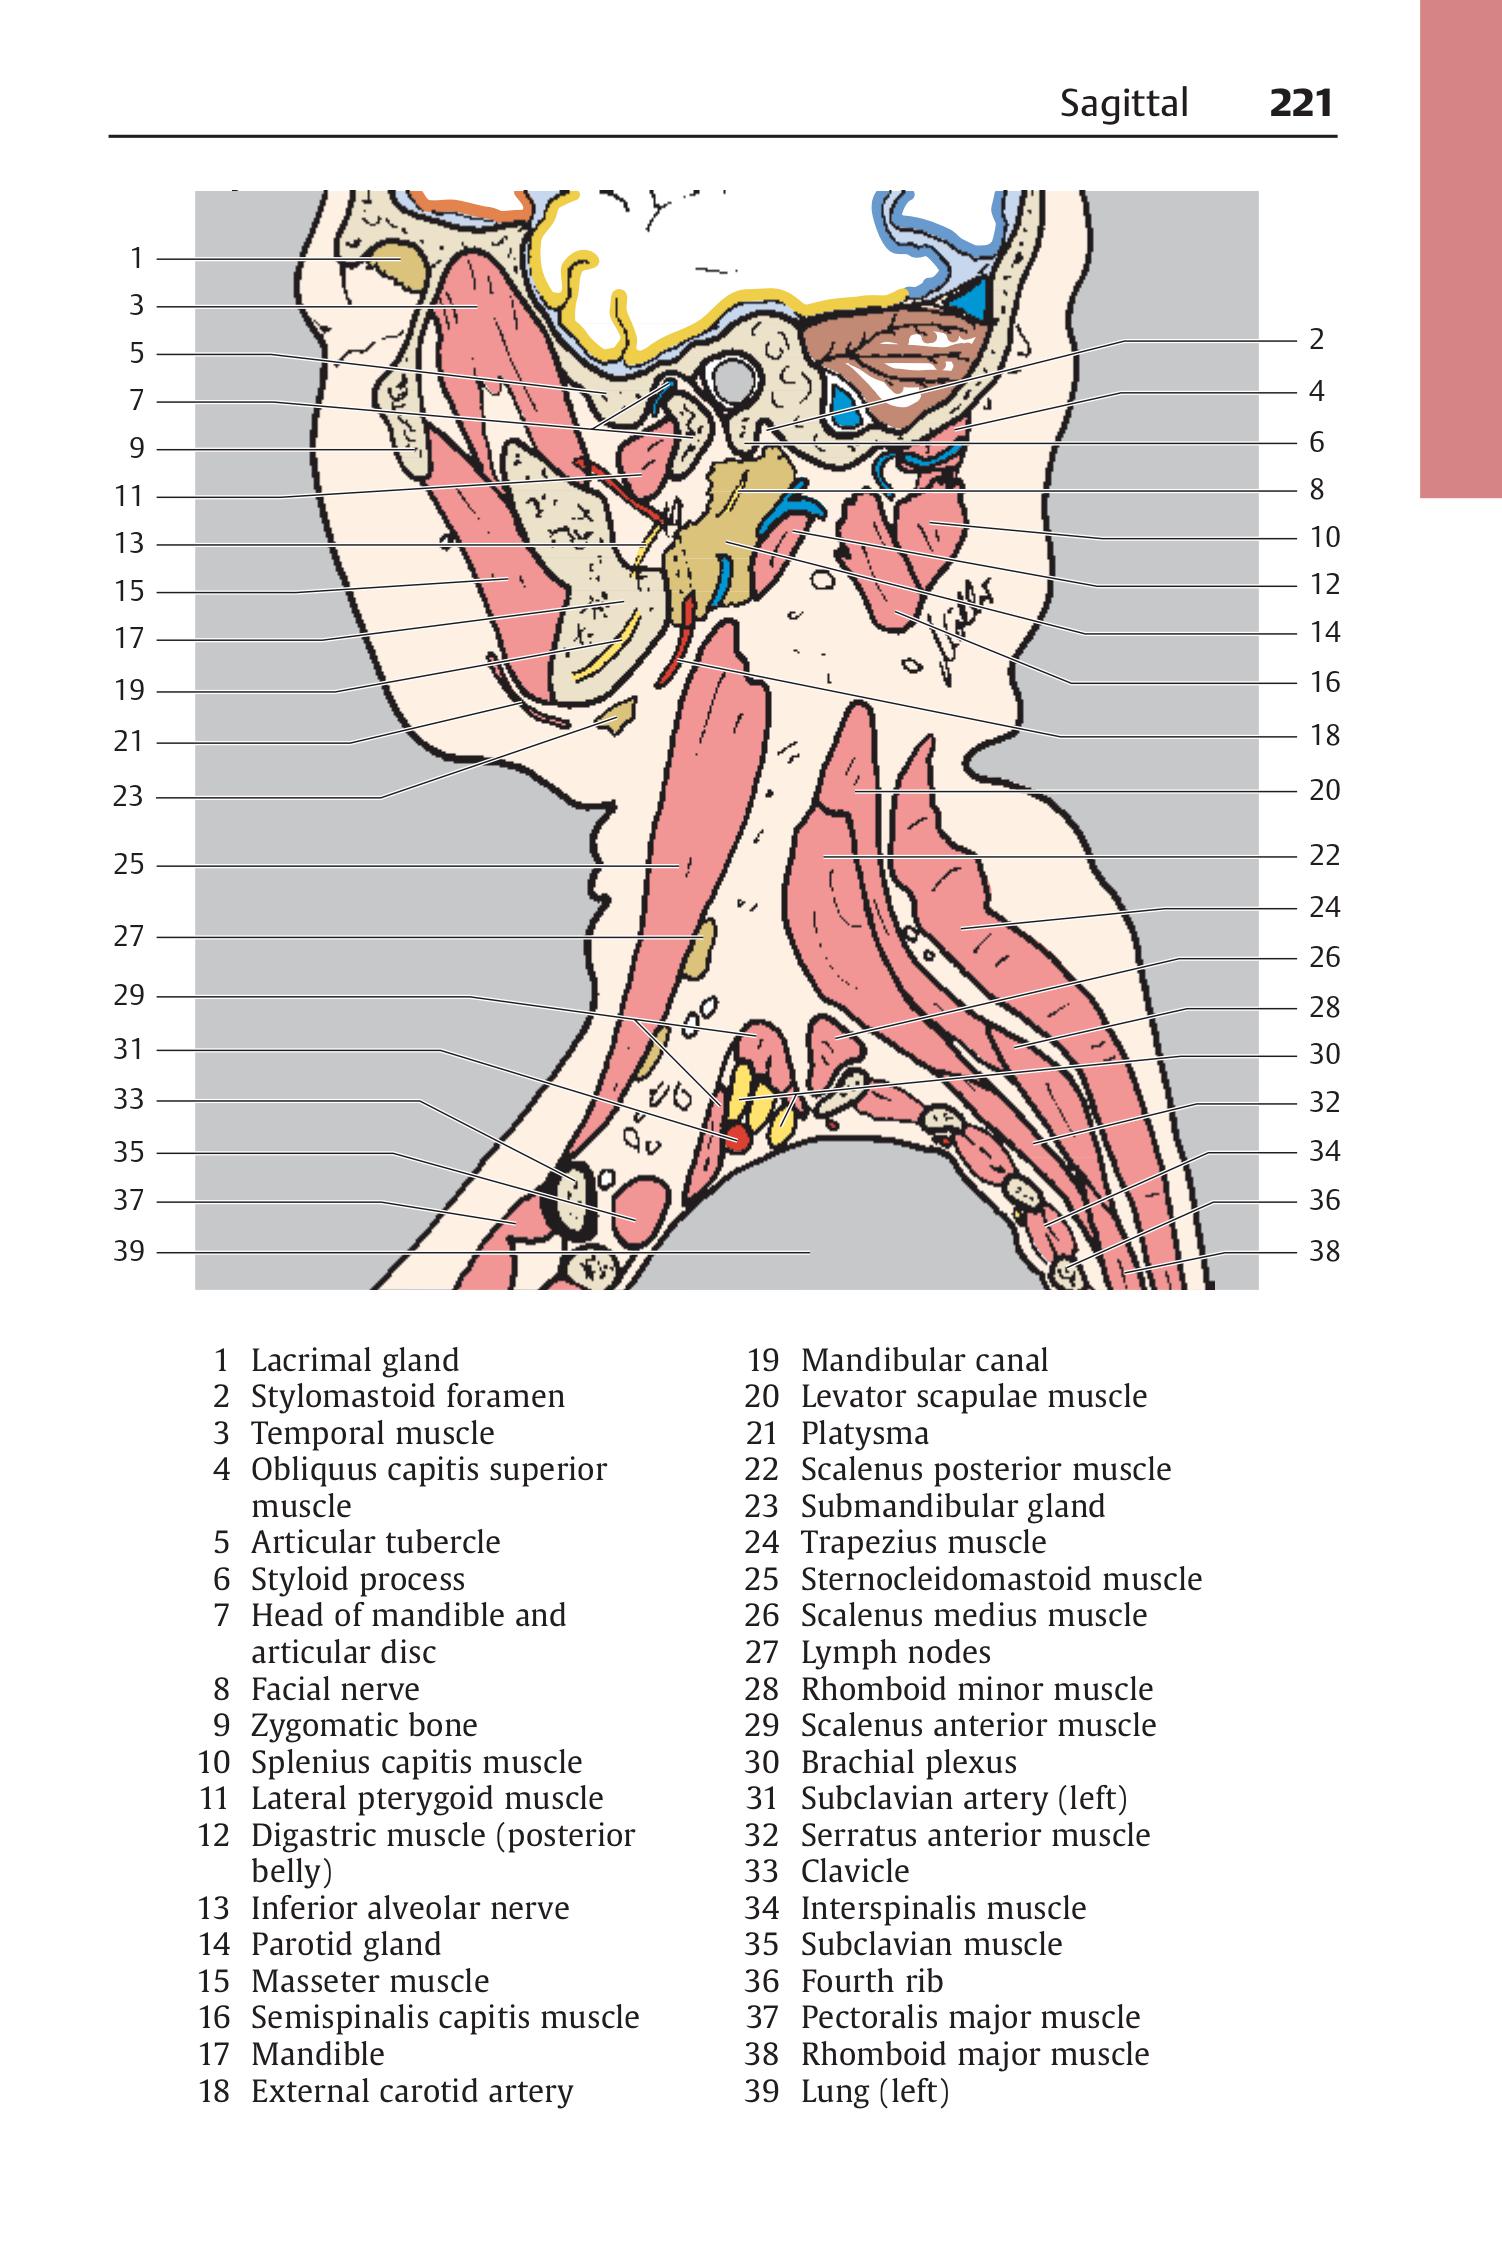 Sagittal 221
1
3
5
7
9
11
13
15
17
19
21
23
25
27
29
31
33
35
37
39
2
4
6
8
10
12
14
16
18
20
22
24
26
28
30
32
34
36
38
1 Lacrimal gland
2 Stylomastoid foramen
3 Temporal muscle
4 Obliquus capitis superior
muscle
5 Articular tubercle
6 Styloid process
7 Head of mandible and
articular disc
8 Facial nerve
9 Zygomatic bone
10 Splenius capitis muscle
11 Lateral pterygoid muscle
12 Digastric muscle (posterior
belly)
13 Inferior alveolar nerve
14 Parotid gland
15 Masseter muscle
16 Semispinalis capitis muscle
17 Mandible
18 External carotid artery
19 Mandibular canal
20 Levator scapulae muscle
21 Platysma
22 Scalenus posterior muscle
23 Submandibular gland
24 Trapezius muscle
25 Sternocleidomastoid muscle
26 Scalenus medius muscle
27 Lymph nodes
28 Rhomboid minor muscle
29 Scalenus anterior muscle
30 Brachial plexus
31 Subclavian artery (left)
32 Serratus anterior muscle
33 Clavicle
34 Interspinalis muscle
35 Subclavian muscle
36 Fourth rib
37 Pectoralis major muscle
38 Rhomboid major muscle
39 Lung (left)